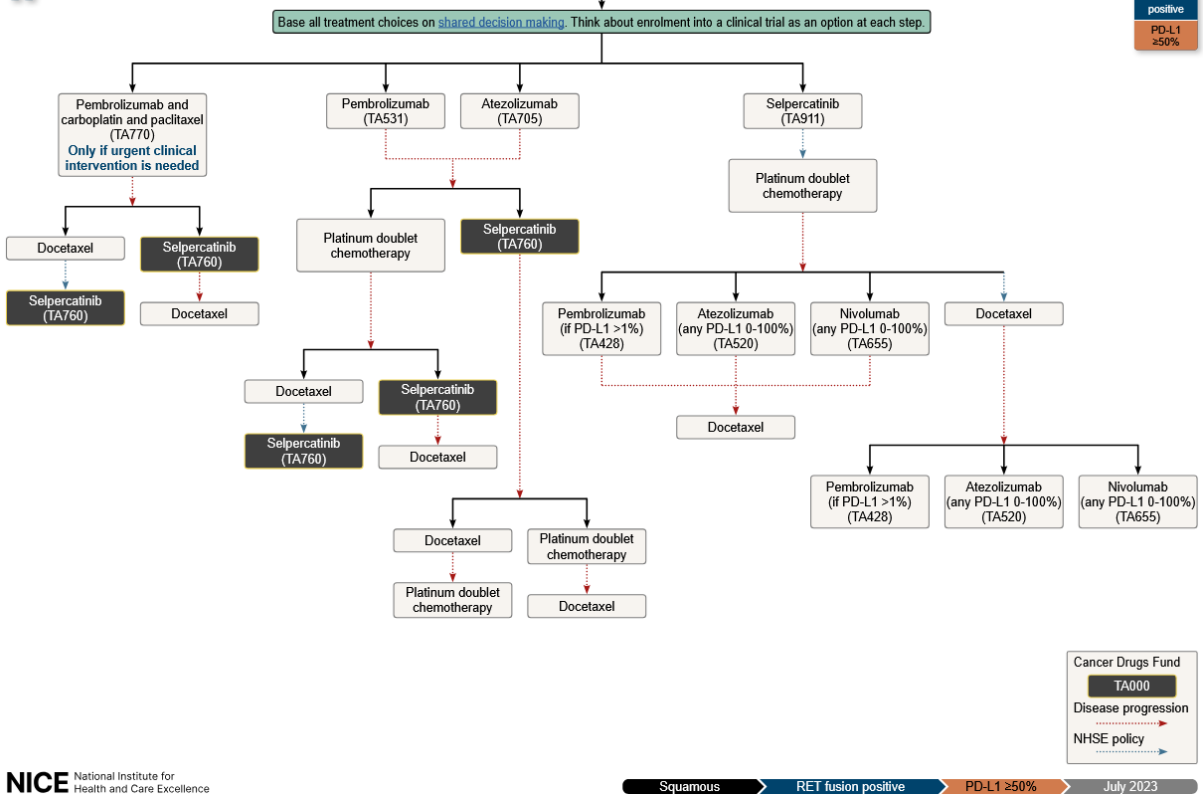 positive
PD-L1
≥50%
Base all treatment choices on shared decision making. Think about enrolment into a clinical trial as an option at each step.
Pembrolizumab and
carboplatin and paclitaxel
(TA770)
Only if urgent clinical
intervention is needed
Pembrolizumab
(TA531)
Atezolizumab
(TA705)
Selpercatinib
(TA911)
Platinum doublet
chemotherapy
Docetaxel
Selpercatinib
(TA760)
Selpercatinib
(TA760)
Docetaxel
Platinum doublet
chemotherapy
Selpercatinib
(TA760)
Pembrolizumab
(if PD-L1 >1%)
(TA428)
Atezolizumab
(any PD-L1 0-100%)
(TA520)
Nivolumab
(any PD-L1 0-100%)
(TA655)
Docetaxel
Docetaxel
Selpercatinib
(TA760)
Selpercatinib
(TA760)
Docetaxel
Docetaxel
Pembrolizumab
(if PD-L1 >1%)
(TA428)
Atezolizumab
(any PD-L1 0-100%)
(TA520)
Nivolumab
(any PD-L1 0-100%)
(TA655)
Docetaxel
Platinum doublet
chemotherapy
Platinum doublet
chemotherapy
Docetaxel
Cancer Drugs Fund
TA000
Disease progression
NHSE policy
NICE National Institute for
Health and Care Excellence
Squamous
RET fusion positive
PD-L1 ≥50%
July 2023